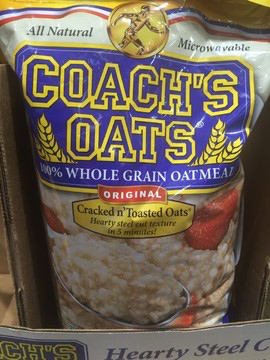 All Natural
Microwavable
COACH'S
OATS
100% WHOLE GRAIN OATMEAL
ORIGINAL
Cracked n' Toasted Oats
Hearty steel cut texture
in 5 minutes!
COACH'S
Hearty Steel C